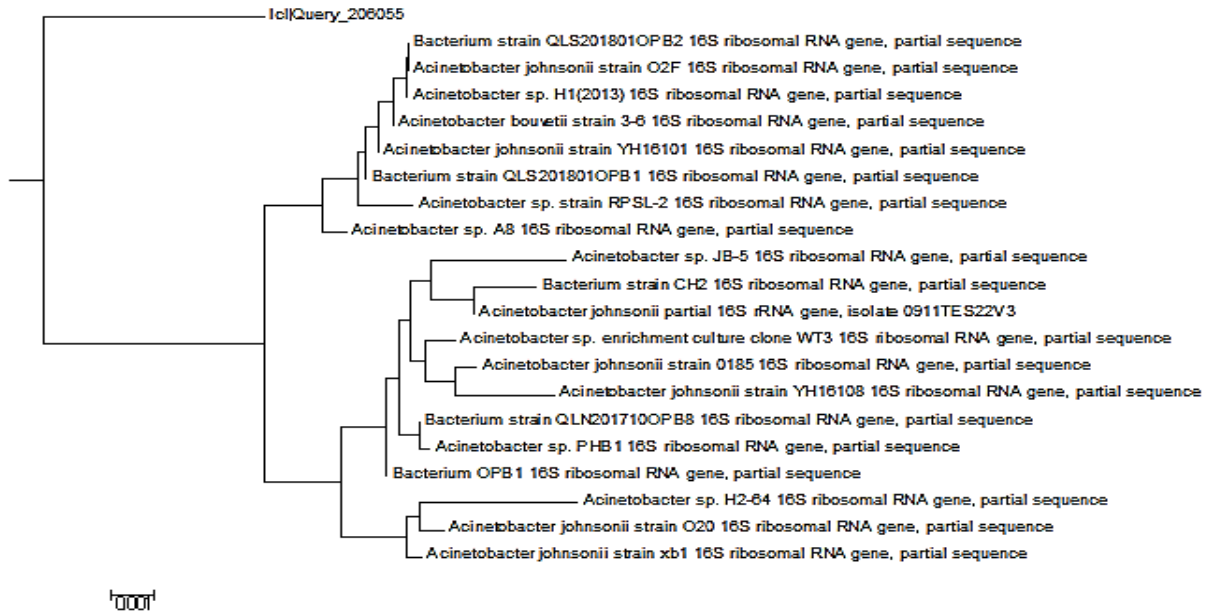 lcl|Query_206055
Bacterium strain QLS201801OPB2 16S ribosomal RNA gene, partial sequence
Acinetobacter johnsonii strain O2F 16S ribosomal RNA gene, partial sequence
Acinetobacter sp. H1(2013) 16S ribosomal RNA gene, partial sequence
Acinetobacter bouvetii strain 3-6 16S ribosomal RNA gene, partial sequence
Acinetobacter johnsonii strain YH16101 16S ribosomal RNA gene, partial sequence
Bacterium strain QLS201801OPB1 16S ribosomal RNA gene, partial sequence
Acinetobacter sp. strain RPSL-2 16S ribosomal RNA gene, partial sequence
Acinetobacter sp. A8 16S ribosomal RNA gene, partial sequence
Acinetobacter sp. JB-5 16S ribosomal RNA gene, partial sequence
Bacterium strain CH2 16S ribosomal RNA gene, partial sequence
Acinetobacter johnsonii partial 16S rRNA gene, isolate 0911TES22V3
Acinetobacter sp. enrichment culture clone WT3 16S ribosomal RNA gene, partial sequence
Acinetobacter johnsonii strain 0185 16S ribosomal RNA gene, partial sequence
Acinetobacter johnsonii strain YH16108 16S ribosomal RNA gene, partial sequence
Bacterium strain QLN201710OPB8 16S ribosomal RNA gene, partial sequence
Acinetobacter sp. PHB1 16S ribosomal RNA gene, partial sequence
Bacterium OPB1 16S ribosomal RNA gene, partial sequence
Acinetobacter sp. H2-64 16S ribosomal RNA gene, partial sequence
Acinetobacter johnsonii strain O20 16S ribosomal RNA gene, partial sequence
Acinetobacter johnsonii strain xb1 16S ribosomal RNA gene, partial sequence
0.001